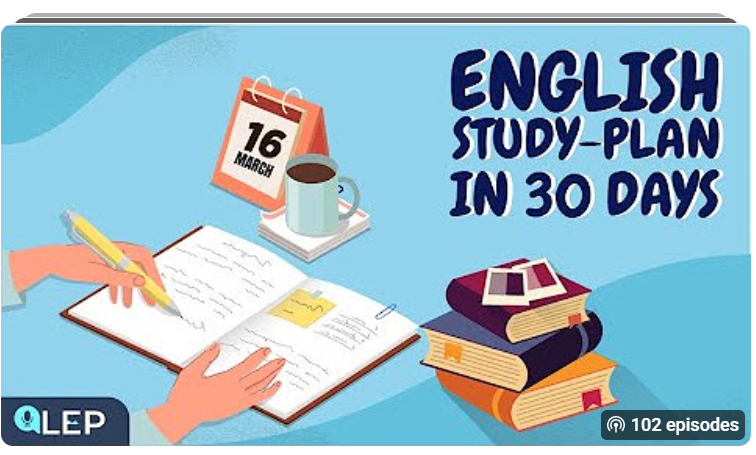 ENGLISH
STUDY-PLAN
IN 30 DAYS
16
MARCH
LEP
102 episodes